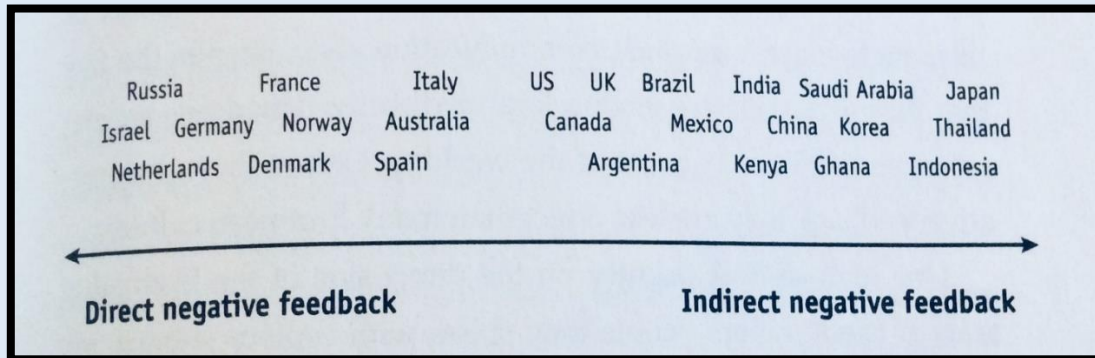 Russia France Italy US UK Brazil India Saudi Arabia Japan
Israel Germany Norway Australia Canada Mexico China Korea Thailand
Netherlands Denmark Spain Argentina Kenya Ghana Indonesia
Direct negative feedback Indirect negative feedback